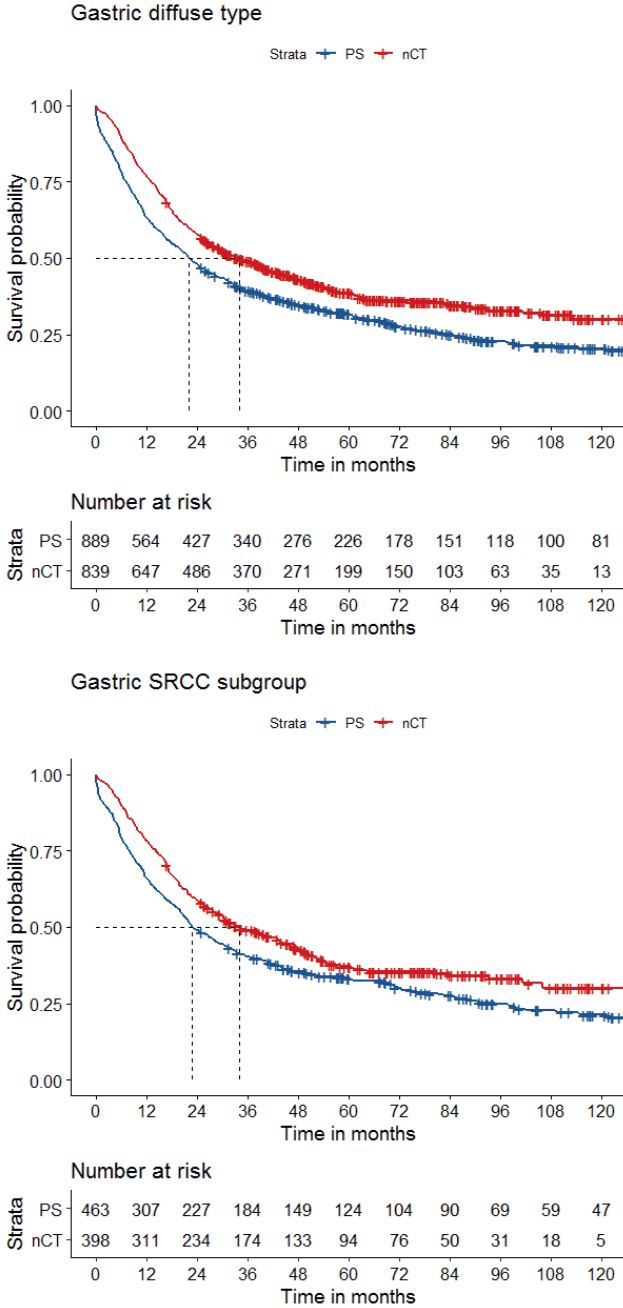 Gastric diffuse type
Strata PS nCT
Survival probability
1.00
0.75
0.50
0.25
0.00
0 12 24 36 48 60 72 84 96 108 120
Time in months
Number at risk
Strata
PS 889 564 427 340 276 226 178 151 118 100 81
nCT 839 647 486 370 271 199 150 103 63 35 13
0 12 24 36 48 60 72 84 96 108 120
Time in months
Gastric SRCC subgroup
Strata PS nCT
Survival probability
1.00
0.75
0.50
0.25
0.00
0 12 24 36 48 60 72 84 96 108 120
Time in months
Number at risk
Strata
PS 463 307 227 184 149 124 104 90 69 59 47
nCT 398 311 234 174 133 94 76 50 31 18 5
0 12 24 36 48 60 72 84 96 108 120
Time in months